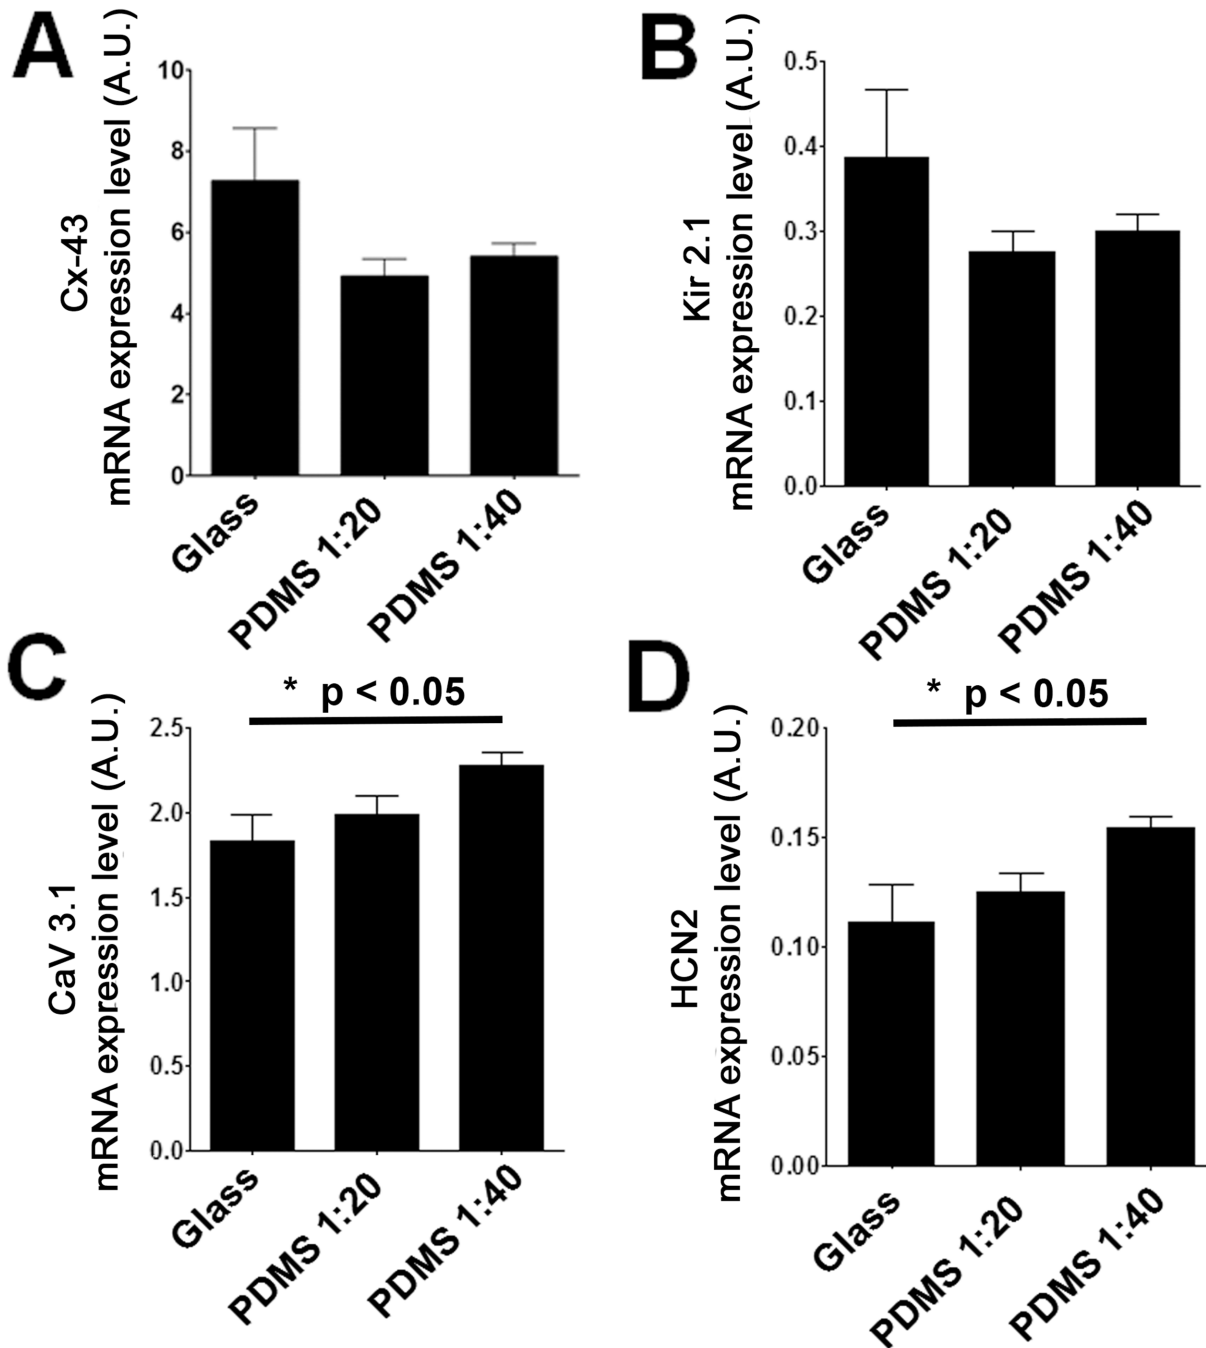 A
Cx-43
mRNA expression level (A.U.)
10
8
6
4
2
0
Glass
PDMS 1:20
PDMS 1:40
B
Kir 2.1
mRNA expression level (A.U.)
0.5
0.4
0.3
0.2
0.1
0.0
Glass
PDMS 1:20
PDMS 1:40
C
* p < 0.05
CaV 3.1
mRNA expression level (A.U.)
2.5
2.0
1.5
1.0
0.5
0.0
Glass
PDMS 1:20
PDMS 1:40
D
* p < 0.05
HCN2
mRNA expression level (A.U.)
0.20
0.15
0.10
0.05
0.00
Glass
PDMS 1:20
PDMS 1:40